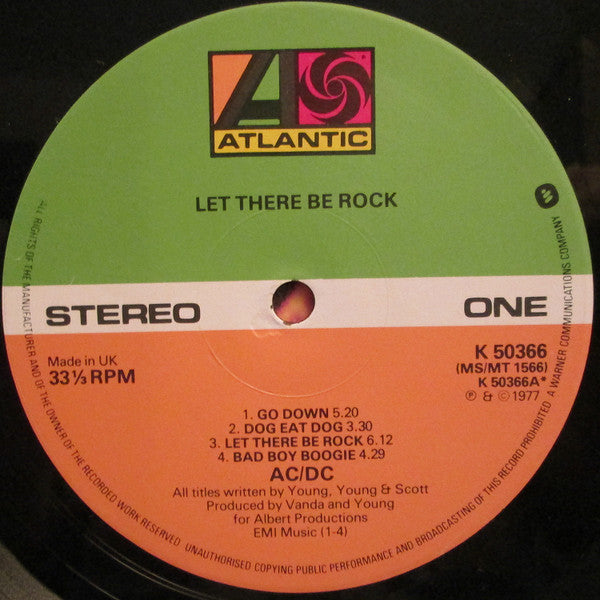 ATLANTIC
LET THERE BE ROCK
STEREO
ONE
Made in UK
33⅓ RPM
K 50366
(MS/MT 1566)
K 50366A*
Ⓟ & © 1977
1. GO DOWN 5.20
2. DOG EAT DOG 3.30
3. LET THERE BE ROCK 6.12
4. BAD BOY BOOGIE 4.29
AC/DC
All titles written by Young, Young & Scott
Produced by Vanda and Young
for Albert Productions
EMI Music (1-4)
ALL RIGHTS OF THE MANUFACTURER AND OF THE OWNER OF THE RECORDED WORK RESERVED UNAUTHORISED COPYING PUBLIC PERFORMANCE AND BROADCASTING OF THIS RECORD PROHIBITED A WARNER COMMUNICATIONS COMPANY